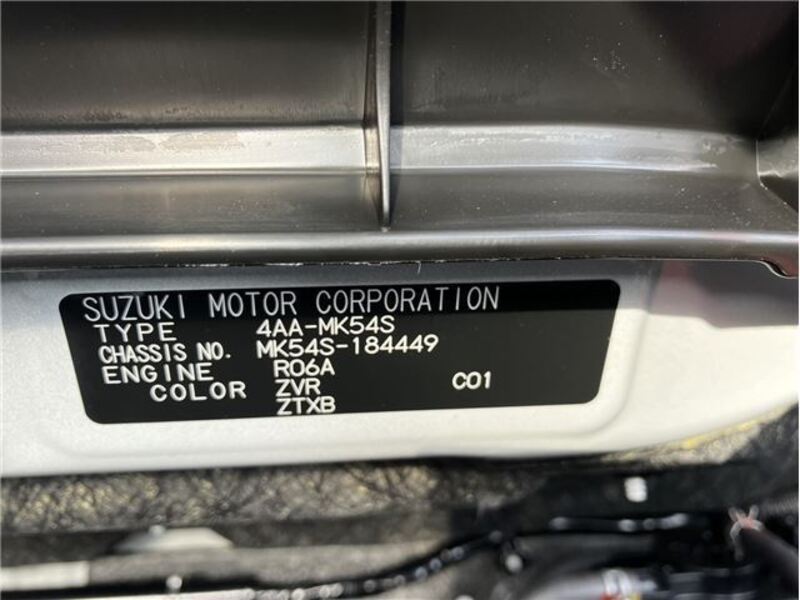 SUZUKI MOTOR CORPORATION
TYPE 4AA-MK54S
CHASSIS NO. MK54S-184449
ENGINE R06A
COLOR ZVR C01
ZTXB